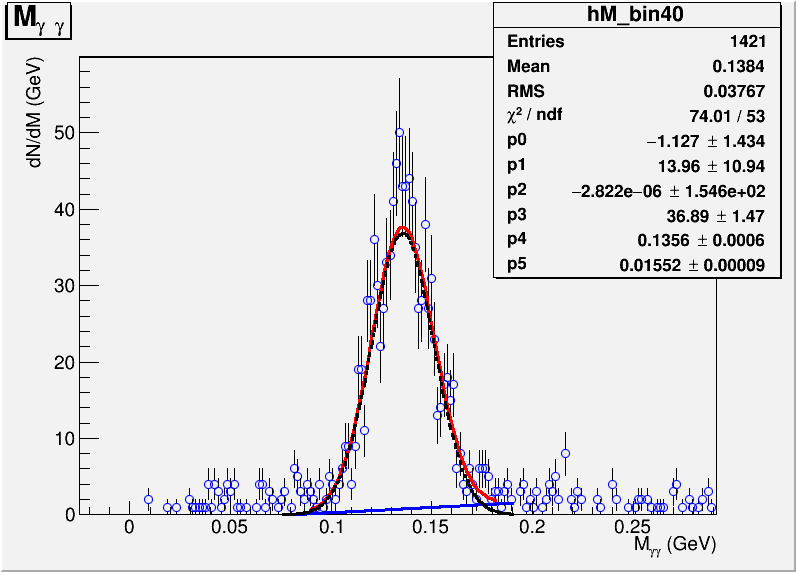 M γ γ
hM_bin40
Entries 1421
Mean 0.1384
RMS 0.03767
χ² / ndf 74.01 / 53
p0 −1.127 ± 1.434
p1 13.96 ± 10.94
p2 −2.822e−06 ± 1.546e+02
p3 36.89 ± 1.47
p4 0.1356 ± 0.0006
p5 0.01552 ± 0.00009
dN/dM (GeV)
50
40
30
20
10
0
0 0.05 0.1 0.15 0.2 0.25
Mγγ (GeV)